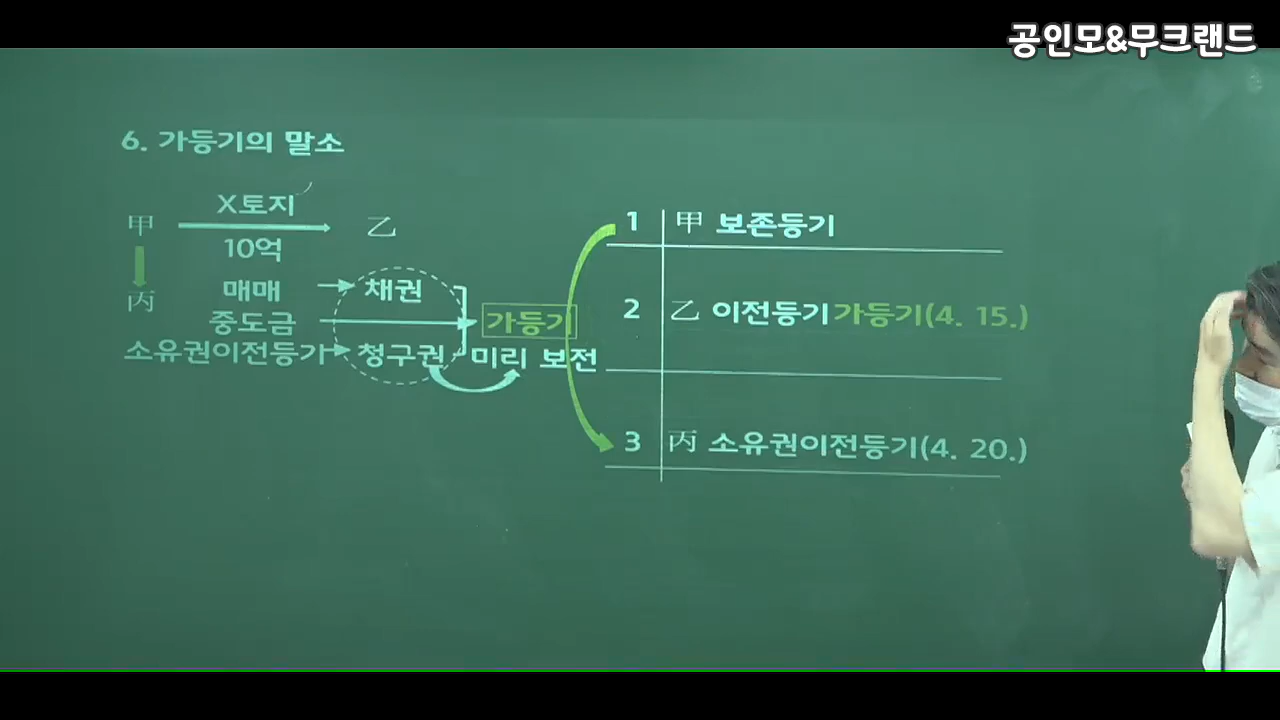 공인모&무크랜드
6. 가등기의 말소
X토지
甲 乙
10억
丙 매매 채권
중도금 가등기
소유권이전등기 청구권 미리 보전
1 甲 보존등기
2 乙 이전등기 가등기(4. 15.)
3 丙 소유권이전등기(4. 20.)